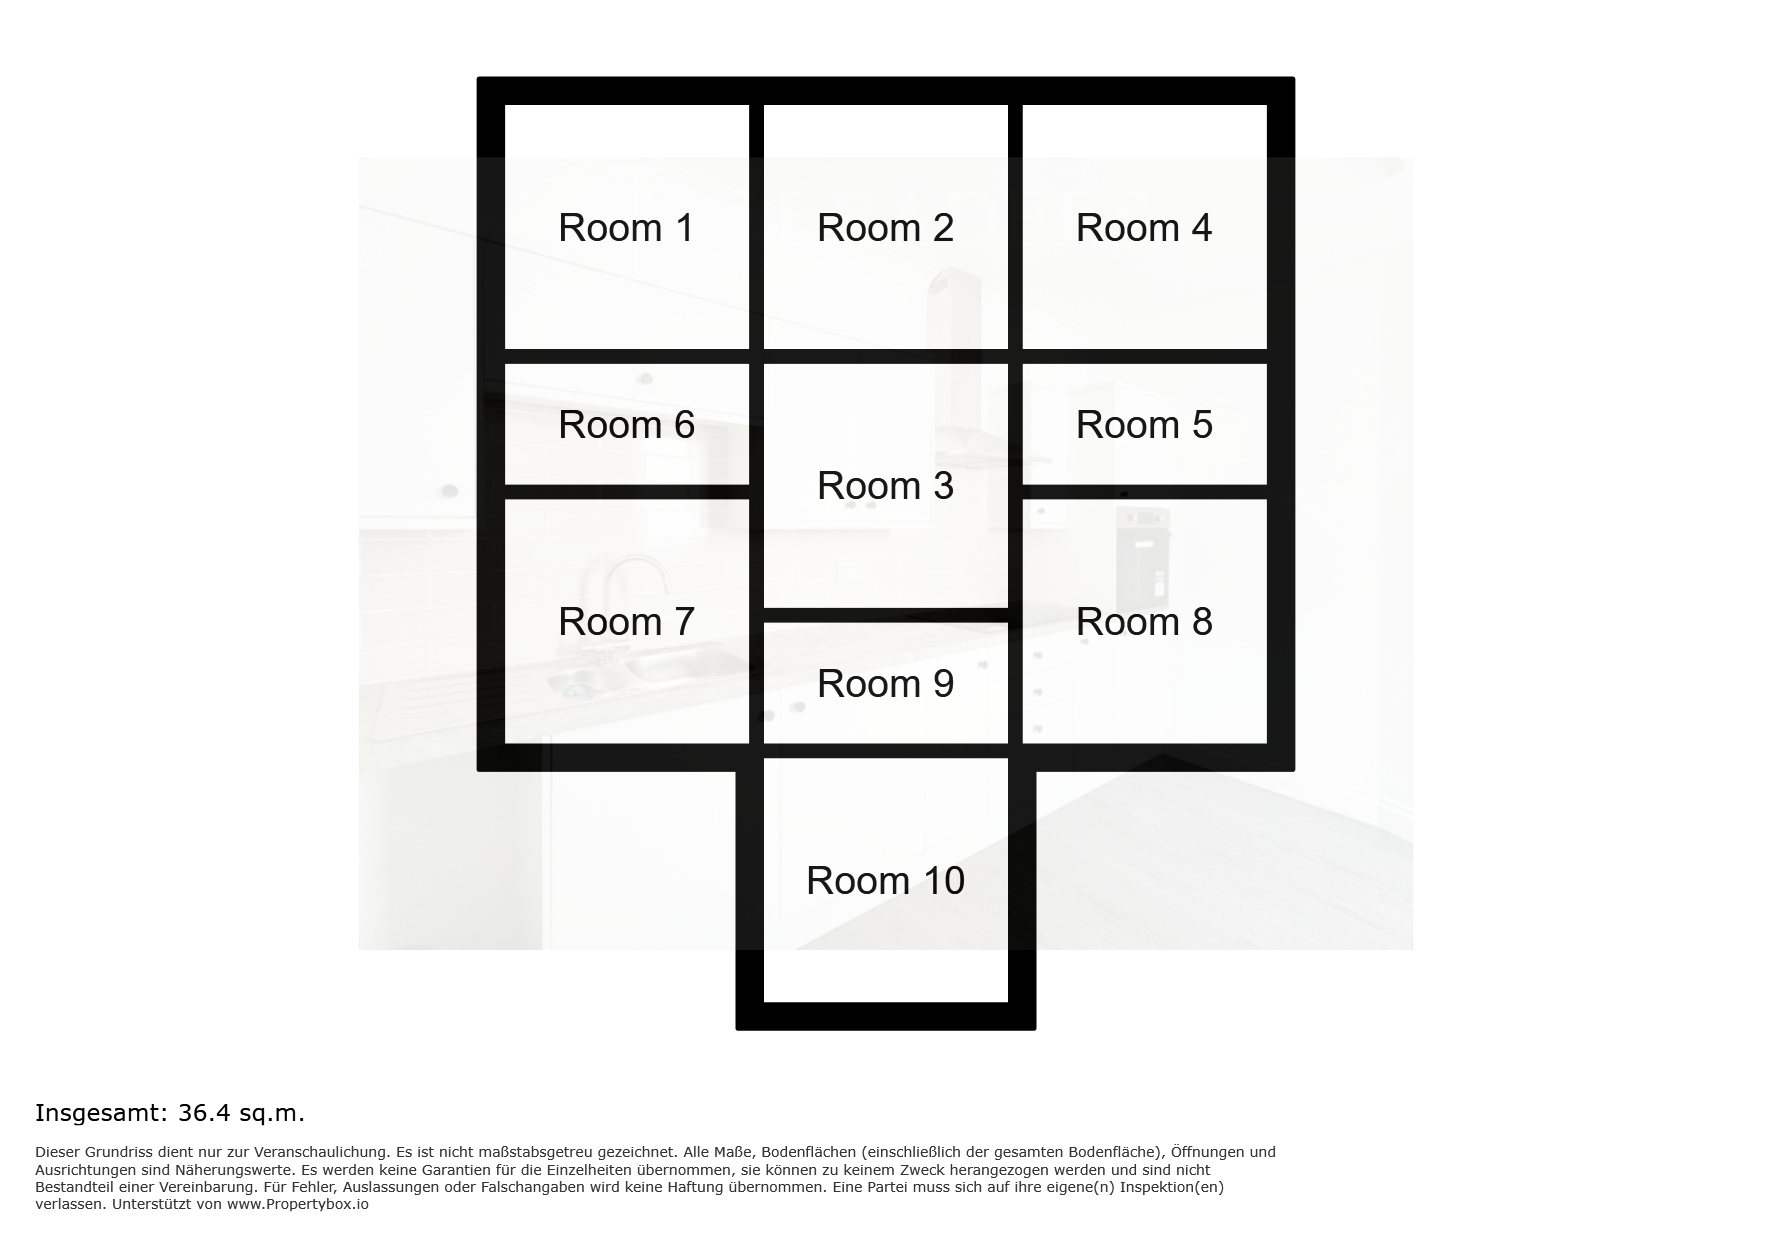 Room 1
Room 2
Room 4
Room 6
Room 5
Room 3
Room 7
Room 8
Room 9
Room 10
Insgesamt: 36.4 sq.m.
Dieser Grundriss dient nur zur Veranschaulichung. Es ist nicht maßstabsgetreu gezeichnet. Alle Maße, Bodenflächen (einschließlich der gesamten Bodenfläche), Öffnungen und
Ausrichtungen sind Näherungswerte. Es werden keine Garantien für die Einzelheiten übernommen, sie können zu keinem Zweck herangezogen werden und sind nicht
Bestandteil einer Vereinbarung. Für Fehler, Auslassungen oder Falschangaben wird keine Haftung übernommen. Eine Partei muss sich auf ihre eigene(n) Inspektion(en)
verlassen. Unterstützt von www.Propertybox.io